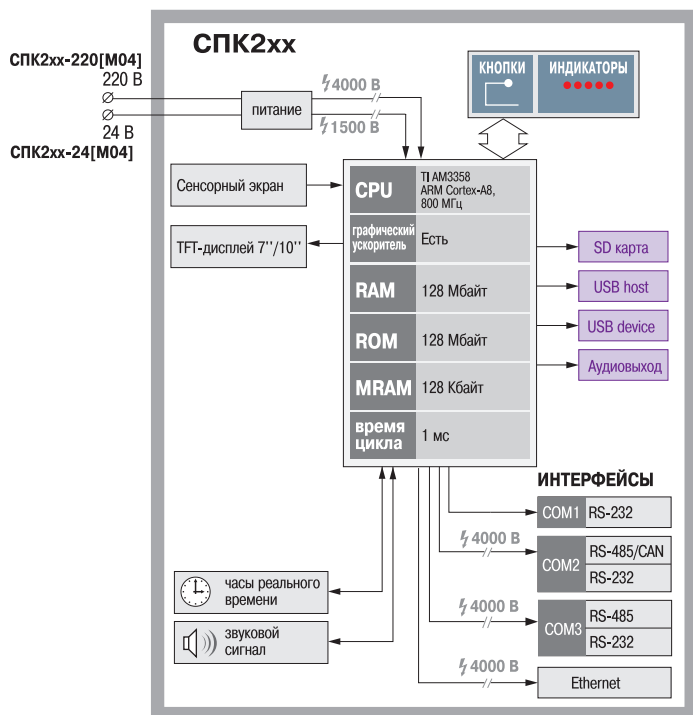 СПК2xx
СПК2xx-220[М04]
220 В
24 В
СПК2xx-24[М04]
питание
4000 В
1500 В
КНОПКИ
ИНДИКАТОРЫ
Сенсорный экран
TFT-дисплей 7''/10''
CPU
TI AM3358
ARM Cortex-A8,
800 МГц
графический
ускоритель
Есть
RAM
128 Мбайт
ROM
128 Мбайт
MRAM
128 Кбайт
время
цикла
1 мс
SD карта
USB host
USB device
Аудиовыход
ИНТЕРФЕЙСЫ
COM1
RS-232
4000 В
COM2
RS-485/CAN
RS-232
4000 В
COM3
RS-485
RS-232
4000 В
Ethernet
часы реального
времени
звуковой
сигнал